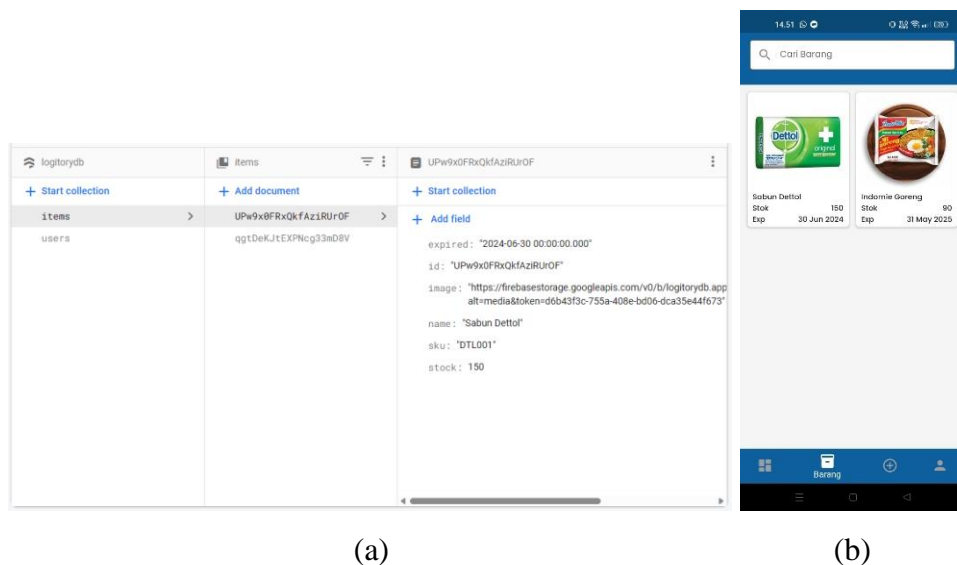 logitorydb
items
UPw9x0FRxQkfAziRUrOF
+ Start collection
+ Add document
+ Start collection
items
UPw9x0FRxQkfAziRUrOF
+ Add field
users
qgtDeKJtEXPNcg33mD8V
expired: "2024-06-30 00:00:00.000"
id: "UPw9x0FRxQkfAziRUrOF"
image: "https://firebasestorage.googleapis.com/v0/b/logitorydb.app
alt=media&token=d6b43f3c-755a-408e-bd06-dca35e44f673"
name: "Sabun Dettol"
sku: "DTL001"
stock: 150
(a)
14.51
Cari Barang
Dettol
original
Sabun Dettol
Stok 150
Exp 30 Jun 2024
Indomie
Indomie Goreng
Stok 90
Exp 31 May 2025
Barang
(b)